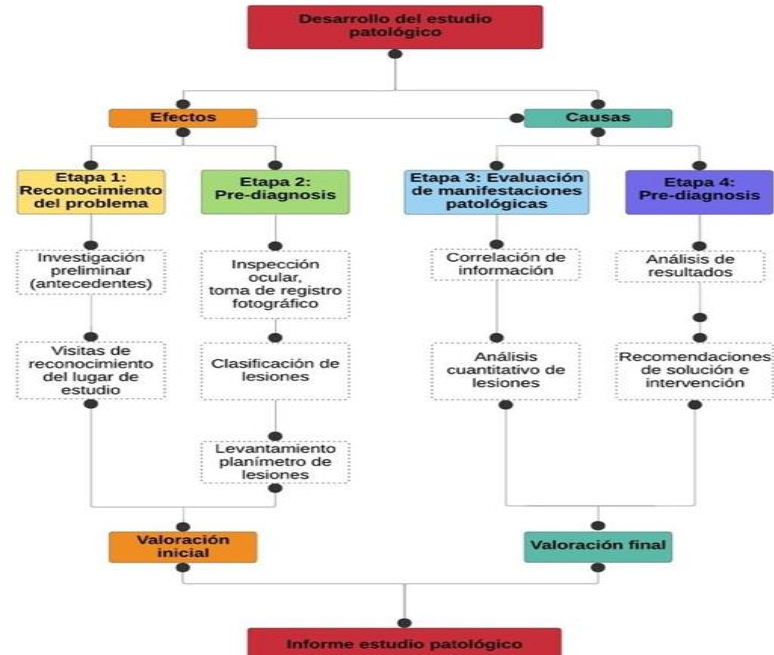 Desarrollo del estudio
patológico
Efectos
Causas
Etapa 1:
Reconocimiento
del problema
Etapa 2:
Pre-diagnosis
Etapa 3: Evaluación
de manifestaciones
patológicas
Etapa 4:
Pre-diagnosis
Investigación
preliminar
(antecedentes)
Inspección
ocular,
toma de registro
fotográfico
Correlación de
información
Análisis de
resultados
Visitas de
reconocimiento
del lugar de
estudio
Clasificación de
lesiones
Análisis
cuantitativo de
lesiones
Recomendaciones
de solución e
intervención
Levantamiento
planímetro de
lesiones
Valoración
inicial
Valoración final
Informe estudio patológico